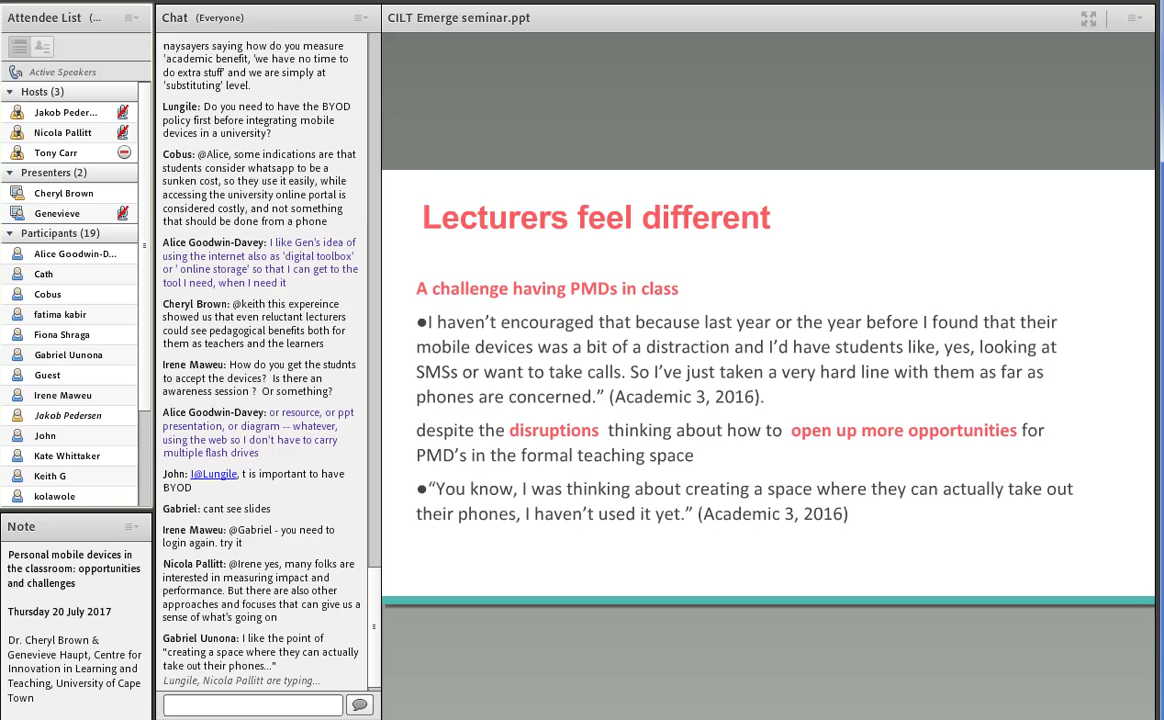 Attendee List (...
Active Speakers
Hosts (3)
Jakob Peder...
Nicola Pallitt
Tony Carr
Presenters (2)
Cheryl Brown
Genevieve
Participants (19)
Alice Goodwin-D...
Cath
Cobus
fatima kabir
Fiona Shraga
Gabriel Uunona
Guest
Irene Maweu
Jakob Pedersen
John
Kate Whittaker
Keith G
kolawole
Note
Personal mobile devices in
the classroom: opportunities
and challenges
Thursday 20 July 2017
Dr. Cheryl Brown &
Genevieve Haupt, Centre for
Innovation in Learning and
Teaching, University of Cape
Town
Chat (Everyone)
naysayers saying how do you measure
'academic benefit, 'we have no time to
do extra stuff' and we are simply at
'substituting' level.
Lungile: Do you need to have the BYOD
policy first before integrating mobile
devices in a university?
Cobus: @Alice, some indications are that
students consider whatsapp to be a
sunken cost, so they use it easily, while
accessing the university online portal is
considered costly, and not something
that should be done from a phone
Alice Goodwin-Davey: I like Gen's idea of
using the internet also as 'digital toolbox'
or ' online storage' so that I can get to the
tool I need, when I need it
Cheryl Brown: @keith this expereince
showed us that even reluctant lecturers
could see pedagogical benefits both for
them as teachers and the learners
Irene Maweu: How do you get the studnts
to accept the devices? Is there an
awareness session ? Or something?
Alice Goodwin-Davey: or resource, or ppt
presentation, or diagram -- whatever,
using the web so I don't have to carry
multiple flash drives
John: I@Lungile, t is important to have
BYOD
Gabriel: cant see slides
Irene Maweu: @Gabriel - you need to
login again. try it
Nicola Pallitt: @Irene yes, many folks are
interested in measuring impact and
performance. But there are also other
approaches and focuses that can give us a
sense of what's going on
Gabriel Uunona: I like the point of
"creating a space where they can actually
take out their phones..."
Lungile, Nicola Pallitt are typing...
CILT Emerge seminar.ppt
Lecturers feel different
A challenge having PMDs in class
●I haven’t encouraged that because last year or the year before I found that their
mobile devices was a bit of a distraction and I’d have students like, yes, looking at
SMSs or want to take calls. So I’ve just taken a very hard line with them as far as
phones are concerned.” (Academic 3, 2016).
despite the disruptions thinking about how to open up more opportunities for
PMD’s in the formal teaching space
●“You know, I was thinking about creating a space where they can actually take out
their phones, I haven’t used it yet.” (Academic 3, 2016)